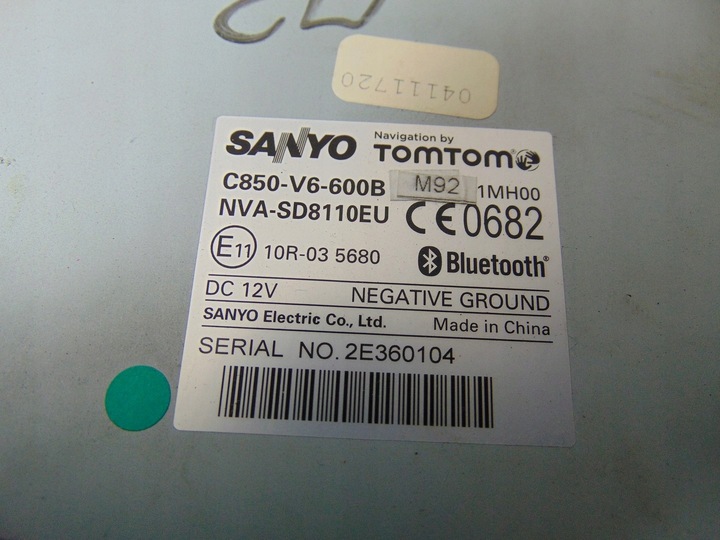 04111720
SANYO Navigation by TOMTOM
C850-V6-600B M92 1MH00
NVA-SD8110EU CE0682
E11 10R-03 5680 Bluetooth®
DC 12V NEGATIVE GROUND
SANYO Electric Co., Ltd. Made in China
SERIAL NO. 2E360104